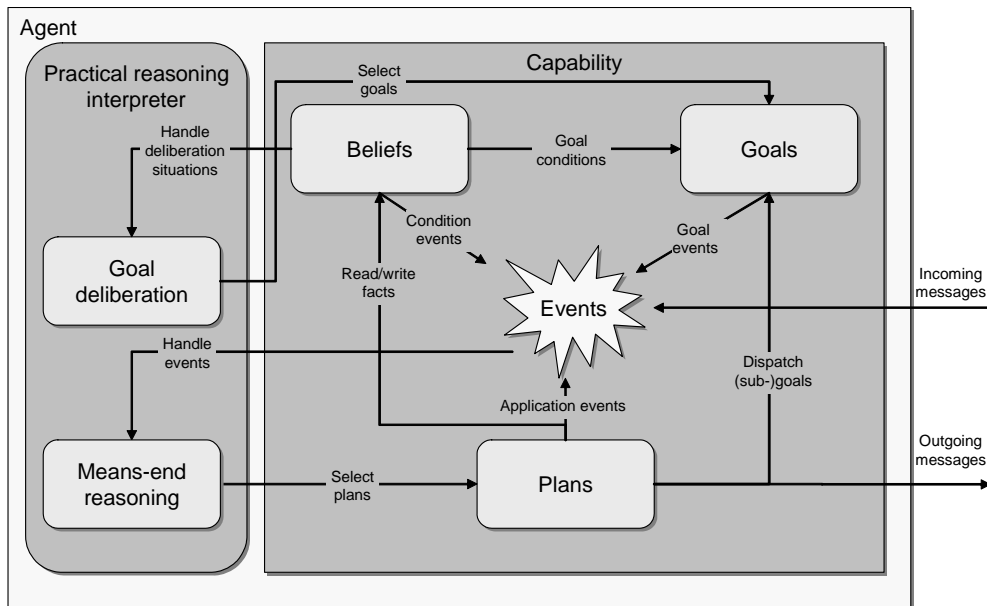 Agent
Practical reasoning
interpreter
Capability
Select
goals
Handle
deliberation
situations
Beliefs
Goal
conditions
Goals
Condition
events
Goal
events
Goal
deliberation
Read/write
facts
Incoming
messages
Events
Handle
events
Dispatch
(sub-)goals
Application events
Outgoing
messages
Means-end
reasoning
Select
plans
Plans